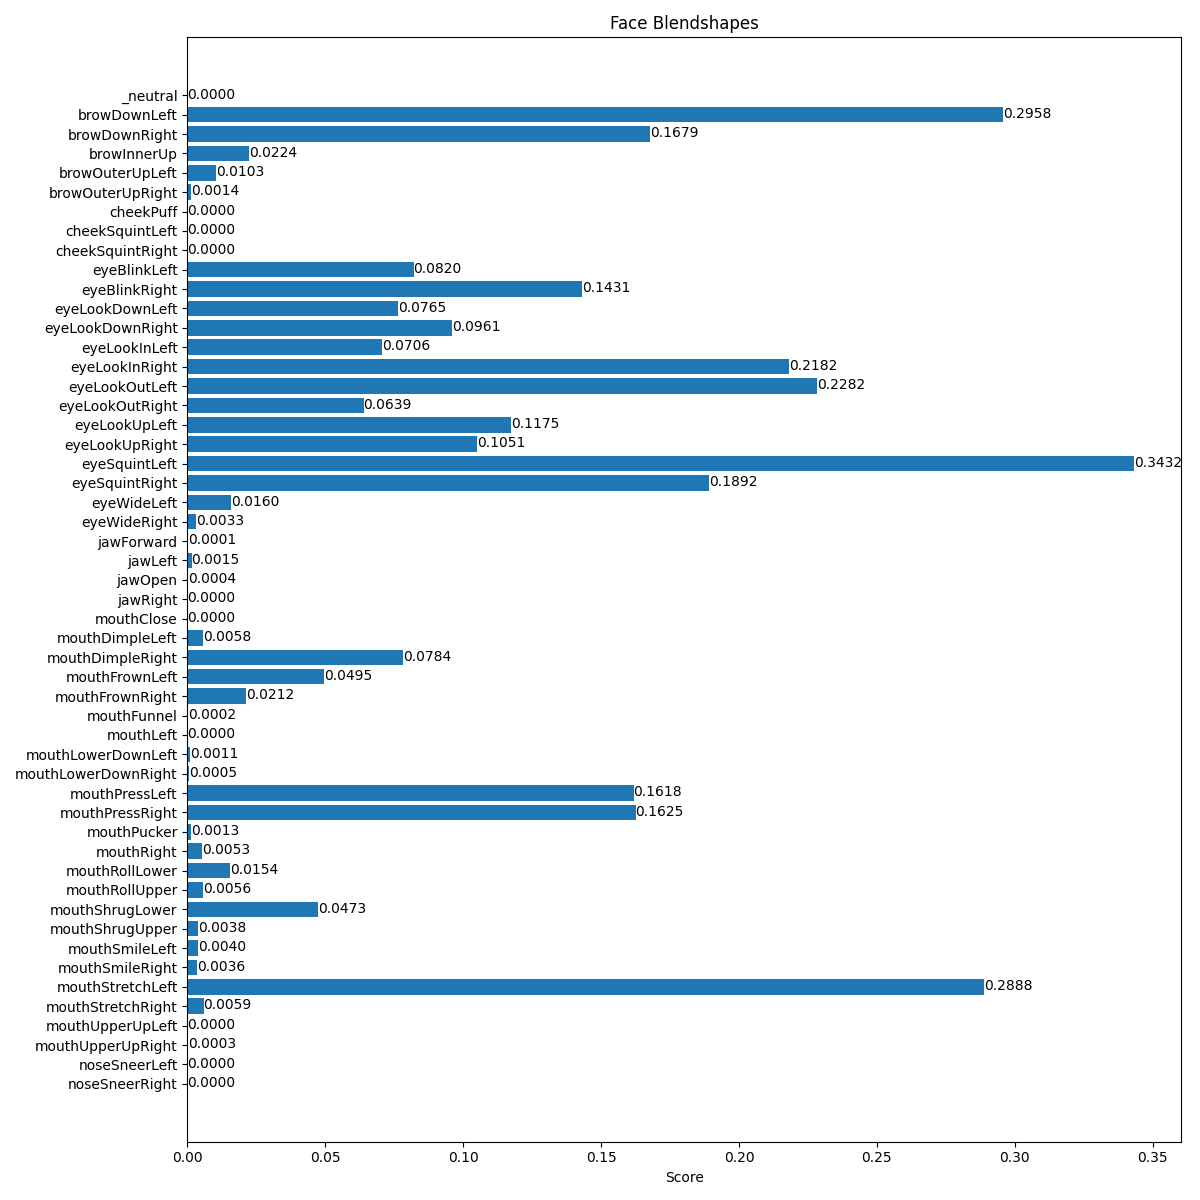 Face Blendshapes
_neutral 0.0000
browDownLeft 0.2958
browDownRight 0.1679
browInnerUp 0.0224
browOuterUpLeft 0.0103
browOuterUpRight 0.0014
cheekPuff 0.0000
cheekSquintLeft 0.0000
cheekSquintRight 0.0000
eyeBlinkLeft 0.0820
eyeBlinkRight 0.1431
eyeLookDownLeft 0.0765
eyeLookDownRight 0.0961
eyeLookInLeft 0.0706
eyeLookInRight 0.2182
eyeLookOutLeft 0.2282
eyeLookOutRight 0.0639
eyeLookUpLeft 0.1175
eyeLookUpRight 0.1051
eyeSquintLeft 0.3432
eyeSquintRight 0.1892
eyeWideLeft 0.0160
eyeWideRight 0.0033
jawForward 0.0001
jawLeft 0.0015
jawOpen 0.0004
jawRight 0.0000
mouthClose 0.0000
mouthDimpleLeft 0.0058
mouthDimpleRight 0.0784
mouthFrownLeft 0.0495
mouthFrownRight 0.0212
mouthFunnel 0.0002
mouthLeft 0.0000
mouthLowerDownLeft 0.0011
mouthLowerDownRight 0.0005
mouthPressLeft 0.1618
mouthPressRight 0.1625
mouthPucker 0.0013
mouthRight 0.0053
mouthRollLower 0.0154
mouthRollUpper 0.0056
mouthShrugLower 0.0473
mouthShrugUpper 0.0038
mouthSmileLeft 0.0040
mouthSmileRight 0.0036
mouthStretchLeft 0.2888
mouthStretchRight 0.0059
mouthUpperUpLeft 0.0000
mouthUpperUpRight 0.0003
noseSneerLeft 0.0000
noseSneerRight 0.0000
0.00 0.05 0.10 0.15 0.20 0.25 0.30 0.35
Score